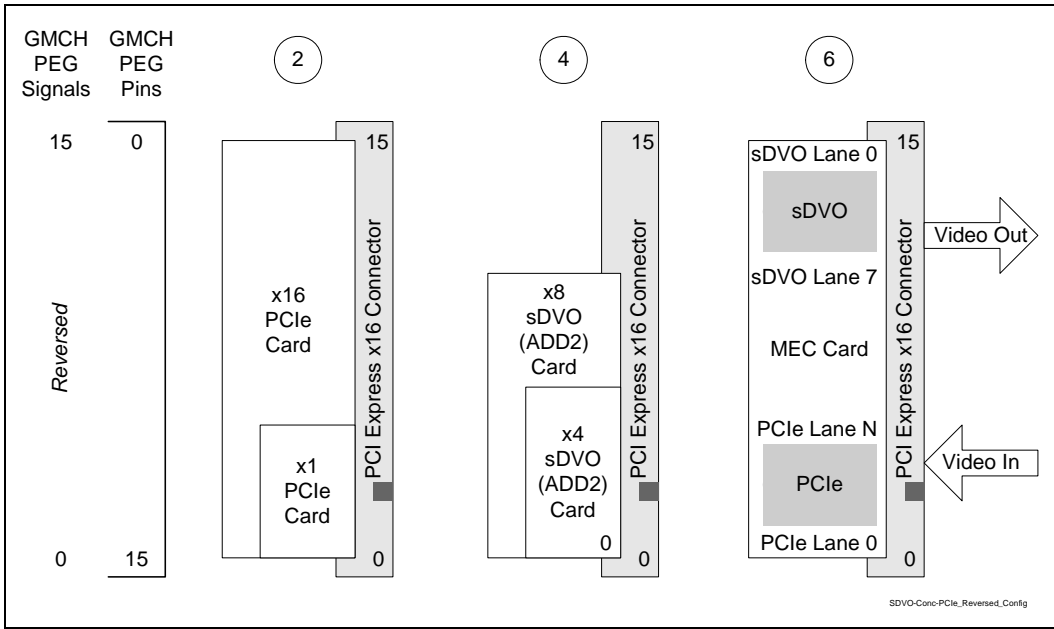 GMCH PEG Signals
GMCH PEG Pins
2
4
6
15
0
Reversed
0
15
15
x16
PCIe
Card
x1
PCIe
Card
PCI Express x16 Connector
0
15
x8
sDVO
(ADD2)
Card
x4
sDVO
(ADD2)
Card
0
PCI Express x16 Connector
0
sDVO Lane 0
sDVO
sDVO Lane 7
MEC Card
PCIe Lane N
PCIe
PCIe Lane 0
15
PCI Express x16 Connector
0
Video Out
Video In
SDVO-Conc-PCIe_Reversed_Config